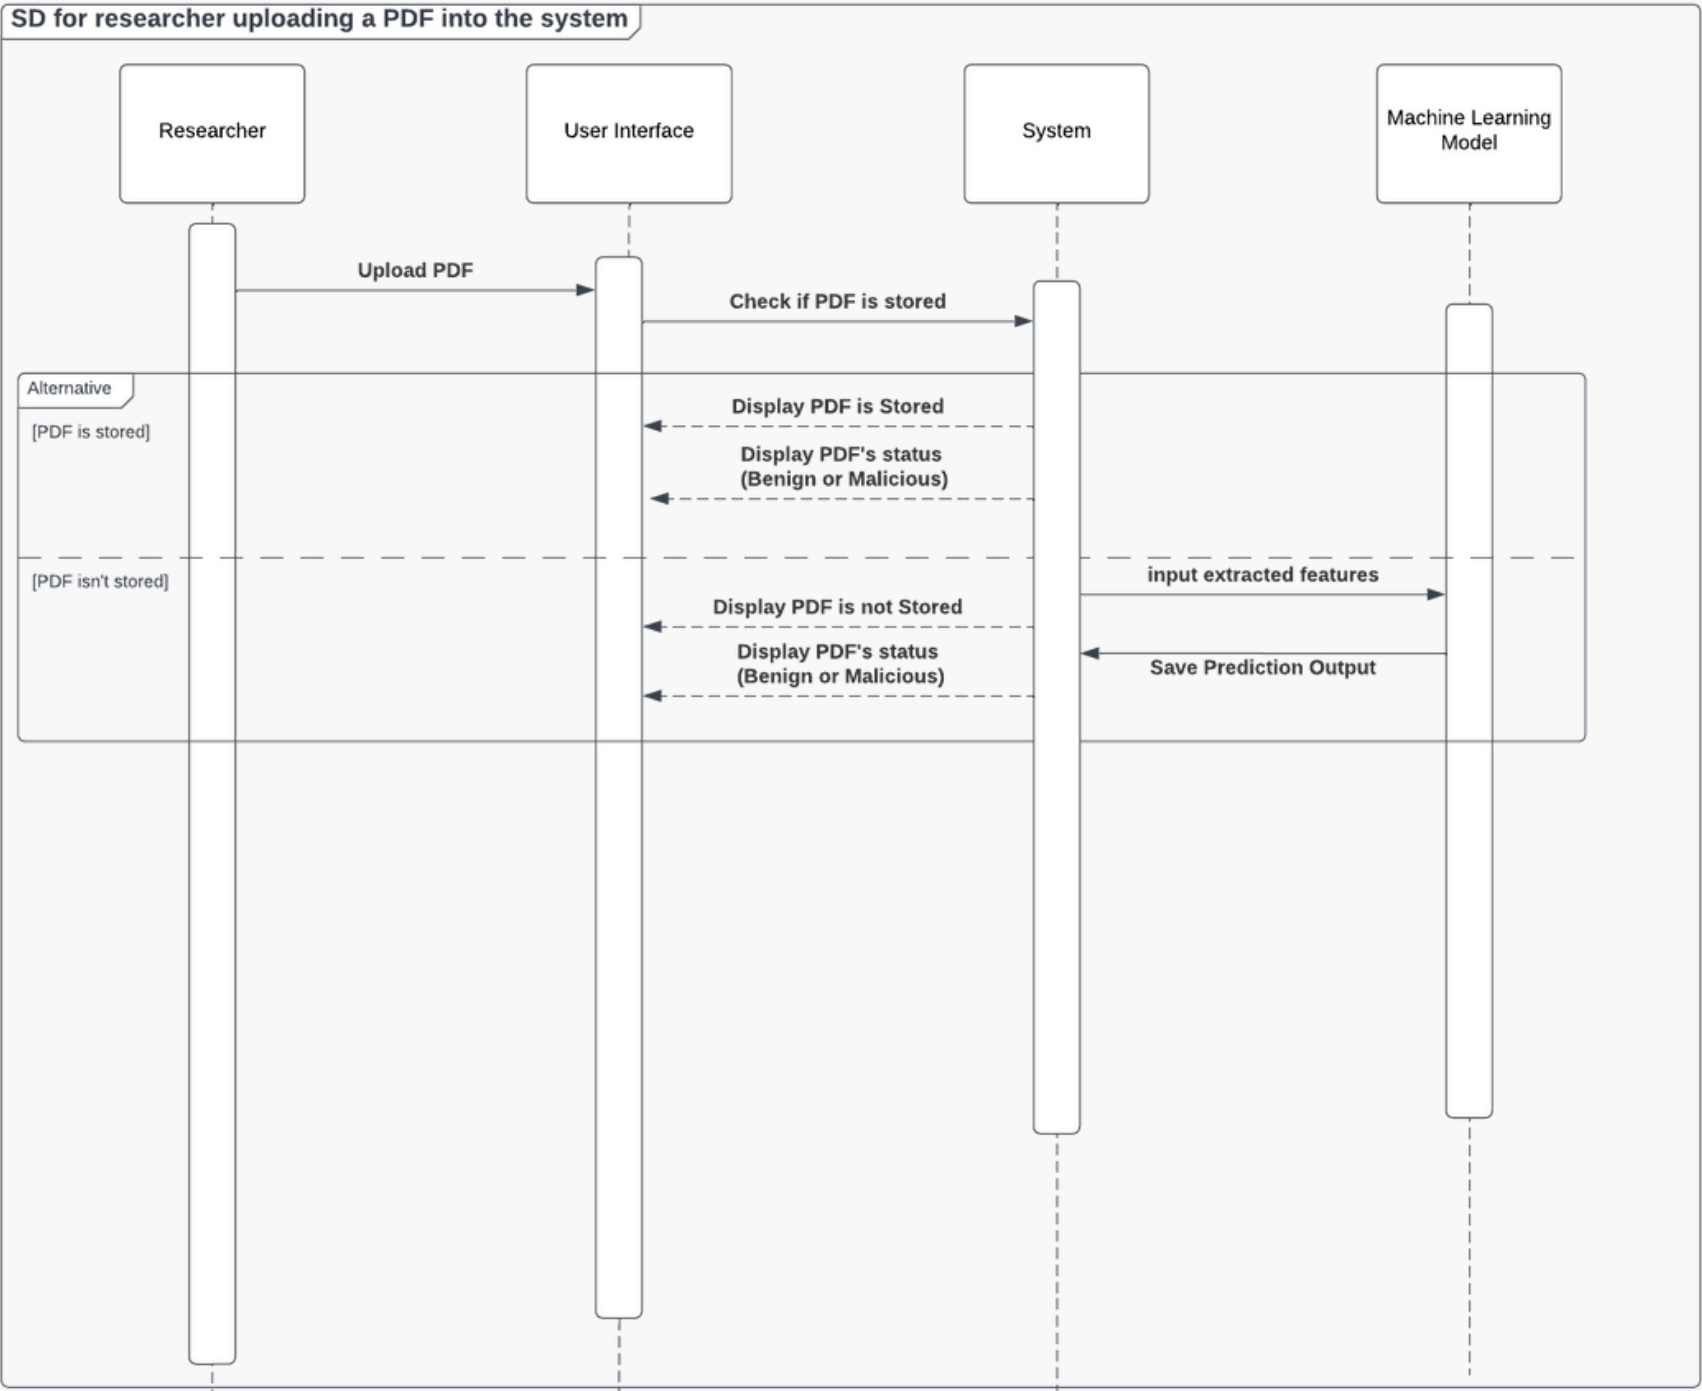 SD for researcher uploading a PDF into the system
Researcher
User Interface
System
Machine Learning
Model
Upload PDF
Check if PDF is stored
Alternative
[PDF is stored]
Display PDF is Stored
Display PDF's status
(Benign or Malicious)
[PDF isn't stored]
input extracted features
Display PDF is not Stored
Save Prediction Output
Display PDF's status
(Benign or Malicious)